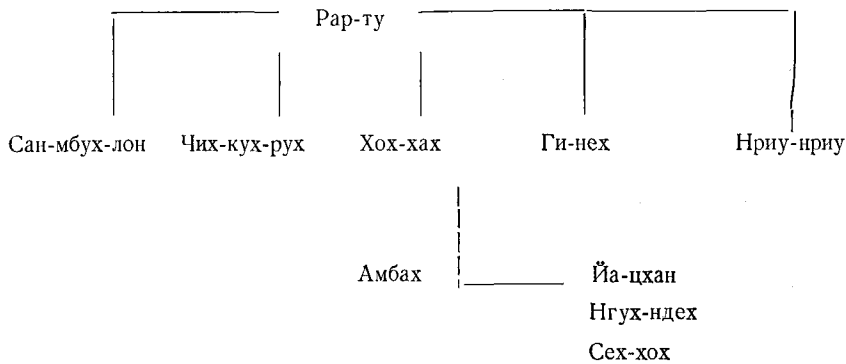 Рар-ту
Сан-мбух-лон Чих-кух-рух Хох-хах Ги-нех Нриу-нриу
Амбах Йа-цхан
Нгух-ндех
Сех-хох